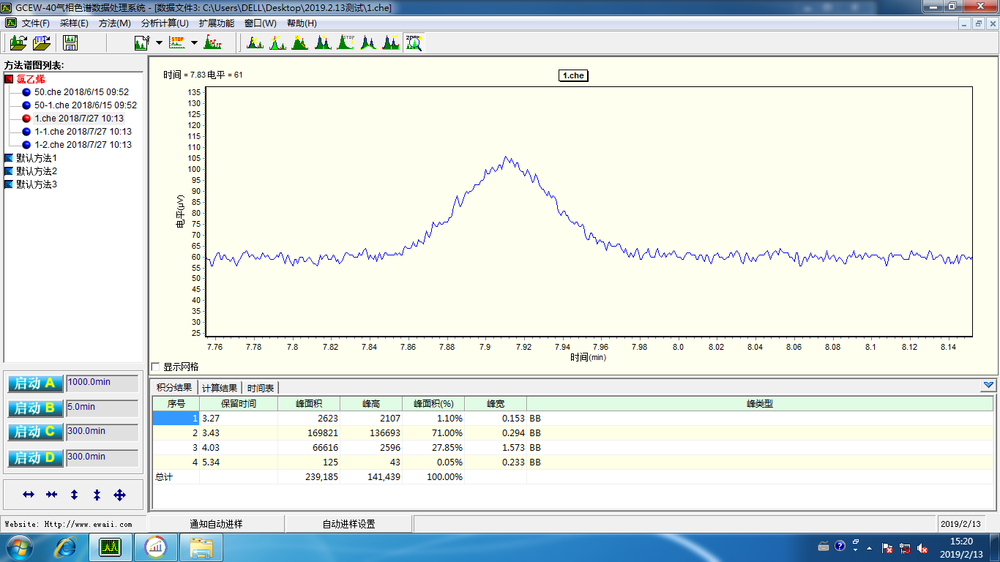 GCEW-40气相色谱数据处理系统 - [数据文件3: C:\Users\DELL\Desktop\2019.2.13测试\1.che]
文件(F) 采样(E) 方法(M) 分析计算(U) 扩展功能 窗口(W) 帮助(H)
方法谱图列表:
氯乙烯
50.che 2018/6/15 09:52
50-1.che 2018/6/15 09:52
1.che 2018/7/27 10:13
1-1.che 2018/7/27 10:13
1-2.che 2018/7/27 10:13
默认方法1
默认方法2
默认方法3
启动 A 1000.0min
启动 B 5.0min
启动 C 300.0min
启动 D 300.0min
时间 = 7.83 电平 = 61
1.che
电平(μV)
135
130
125
120
115
110
105
100
95
90
85
80
75
70
65
60
55
50
45
40
35
30
25
7.76 7.78 7.8 7.82 7.84 7.86 7.88 7.9 7.92 7.94 7.96 7.98 8.0 8.02 8.04 8.06 8.08 8.1 8.12 8.14
时间(min)
显示网格
积分结果 计算结果 时间表
序号 保留时间 峰面积 峰高 峰面积(%) 峰宽 峰类型
1 3.27 2623 2107 1.10% 0.153 BB
2 3.43 169821 136693 71.00% 0.294 BB
3 4.03 66616 2596 27.85% 1.573 BB
4 5.34 125 43 0.05% 0.233 BB
总计 239,185 141,439 100.00%
Website: Http://www.ewaii.com 通知自动进样 自动进样设置 2019/2/13
15:20
2019/2/13